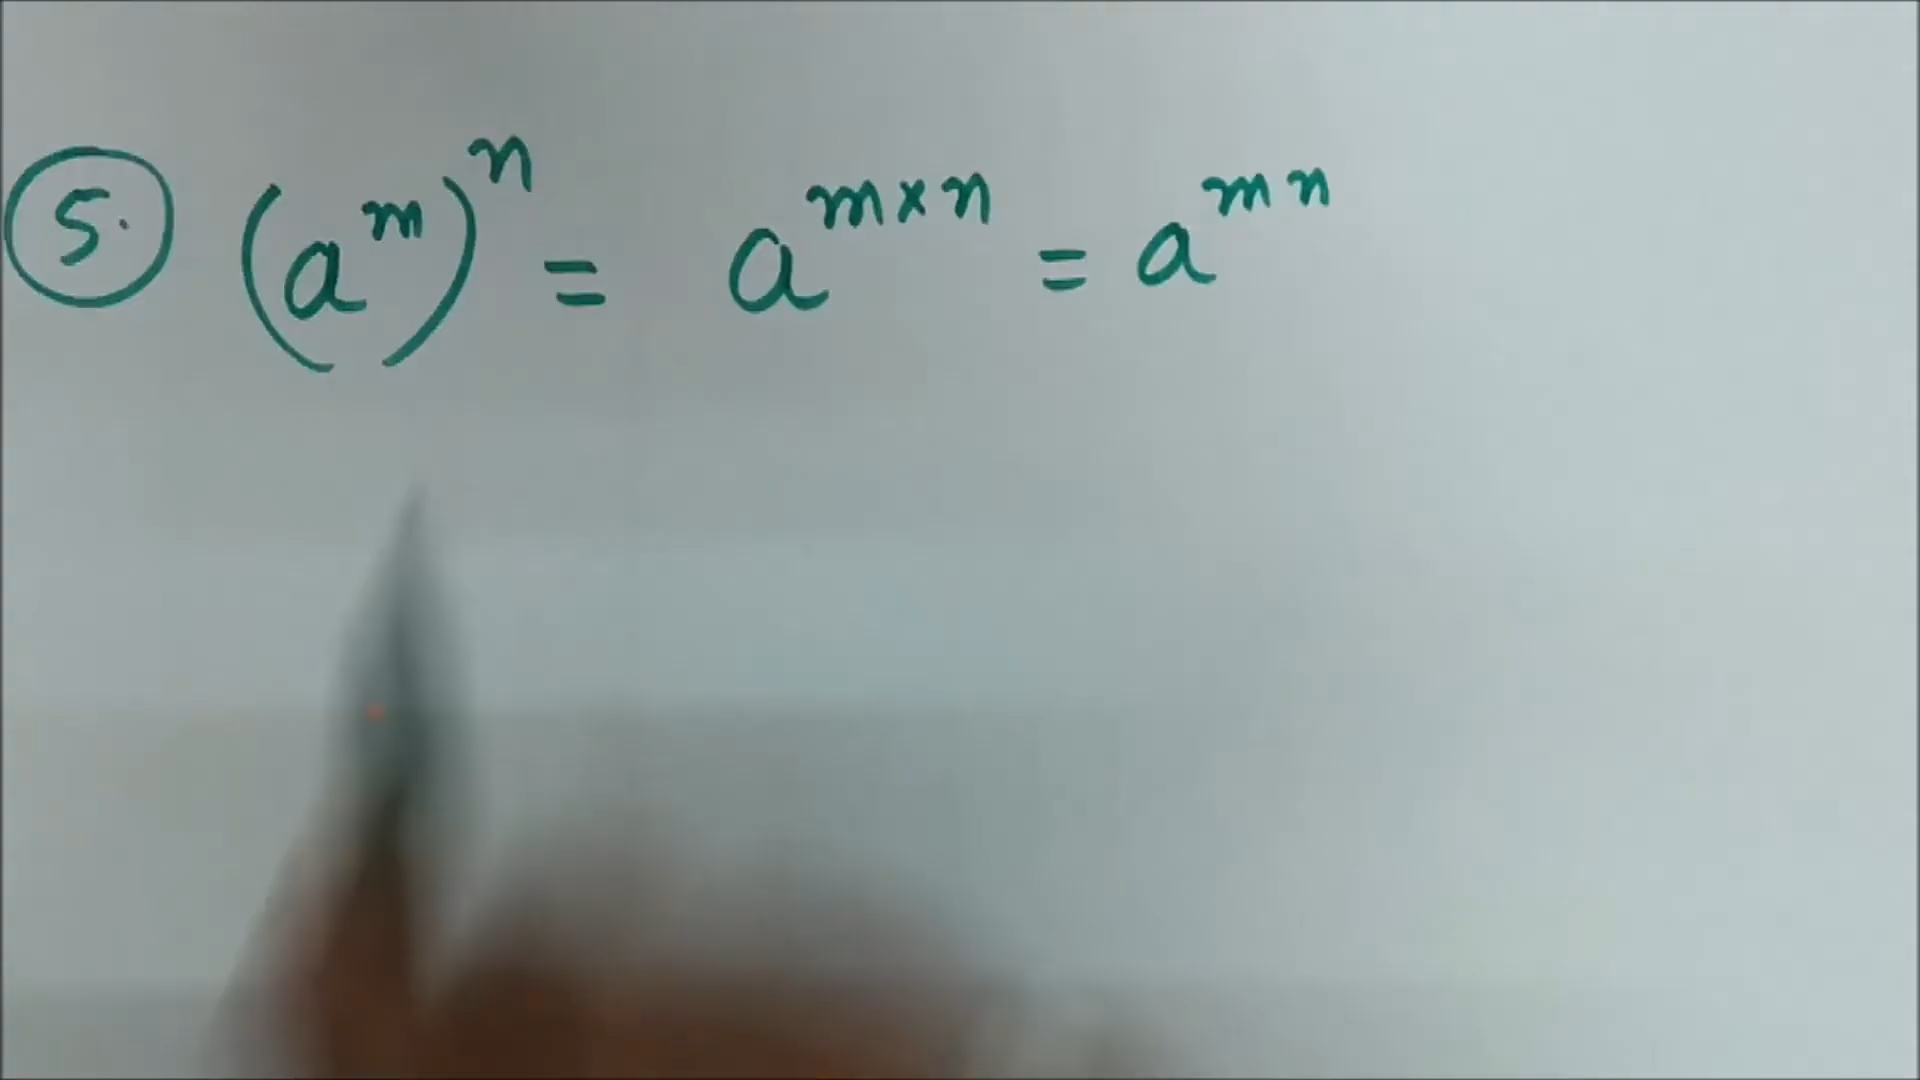 5. (a^m)^n = a^{m×n} = a^{mn}